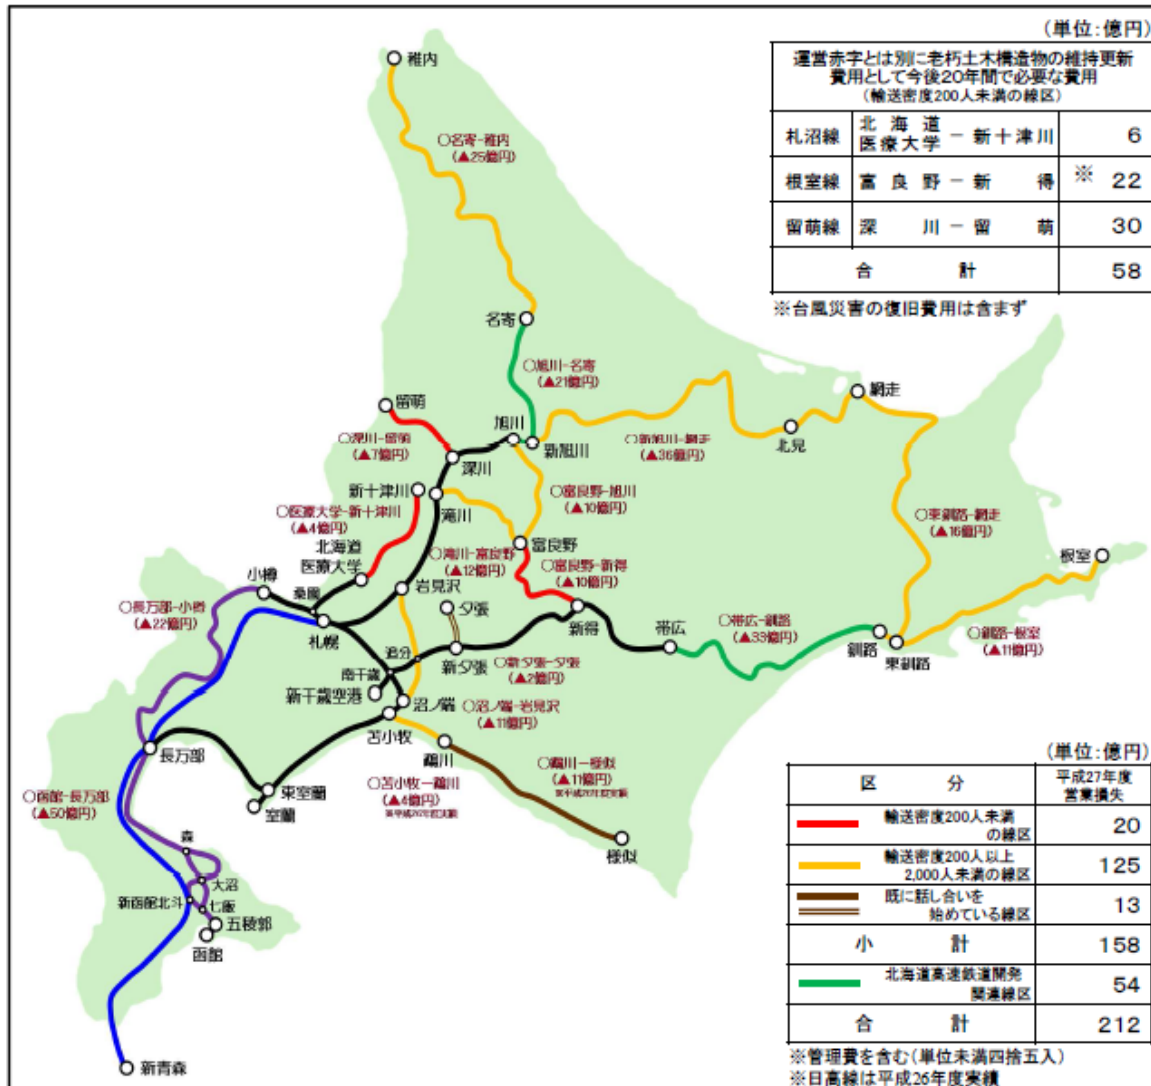 (単位:億円)
運営赤字とは別に老朽土木構造物の維持更新
費用として今後20年間で必要な費用
(輸送密度200人未満の線区)
札沼線 北海道医療大学 − 新十津川 6
根室線 富良野 − 新得 ※ 22
留萌線 深川 − 留萌 30
合計 58
※台風災害の復旧費用は含まず
稚内
○名寄-稚内
(▲25億円)
名寄
○旭川-名寄
(▲21億円)
留萌
○深川-留萌
(▲7億円)
旭川
新旭川
深川
○新旭川-網走
(▲36億円)
網走
北見
新十津川
滝川
○医療大学-新十津川
(▲4億円)
○富良野-旭川
(▲10億円)
○東釧路-網走
(▲16億円)
北海道
医療大学
○滝川-富良野
(▲12億円)
富良野
○富良野-新得
(▲10億円)
根室
小樽
桑園
岩見沢
夕張
○長万部-小樽
(▲22億円)
札幌
新得
帯広
○帯広-釧路
(▲33億円)
釧路
東釧路
○釧路-根室
(▲11億円)
追分
南千歳
新夕張
○新夕張-夕張
(▲2億円)
新千歳空港
沼ノ端
○沼ノ端-岩見沢
(▲11億円)
苫小牧
鵡川
長万部
○苫小牧−鵡川
(▲4億円)
※平成26年度実績
○鵡川−様似
(▲11億円)
※平成26年度実績
○函館-長万部
(▲50億円)
東室蘭
室蘭
様似
森
大沼
新函館北斗
七飯
五稜郭
函館
新青森
(単位:億円)
区分 平成27年度
営業損失
輸送密度200人未満
の線区 20
輸送密度200人以上
2,000人未満の線区 125
既に話し合いを
始めている線区 13
小計 158
北海道高速鉄道開発
関連線区 54
合計 212
※管理費を含む(単位未満四捨五入)
※日高線は平成26年度実績